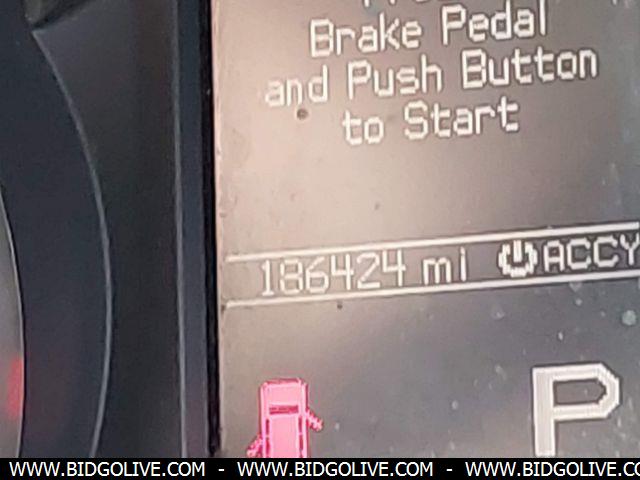 Brake Pedal
and Push Button
to Start
186424 mi ACCY
P
WWW.BIDGOLIVE.COM - WWW.BIDGOLIVE.COM - WWW.BIDGOLIVE.COM